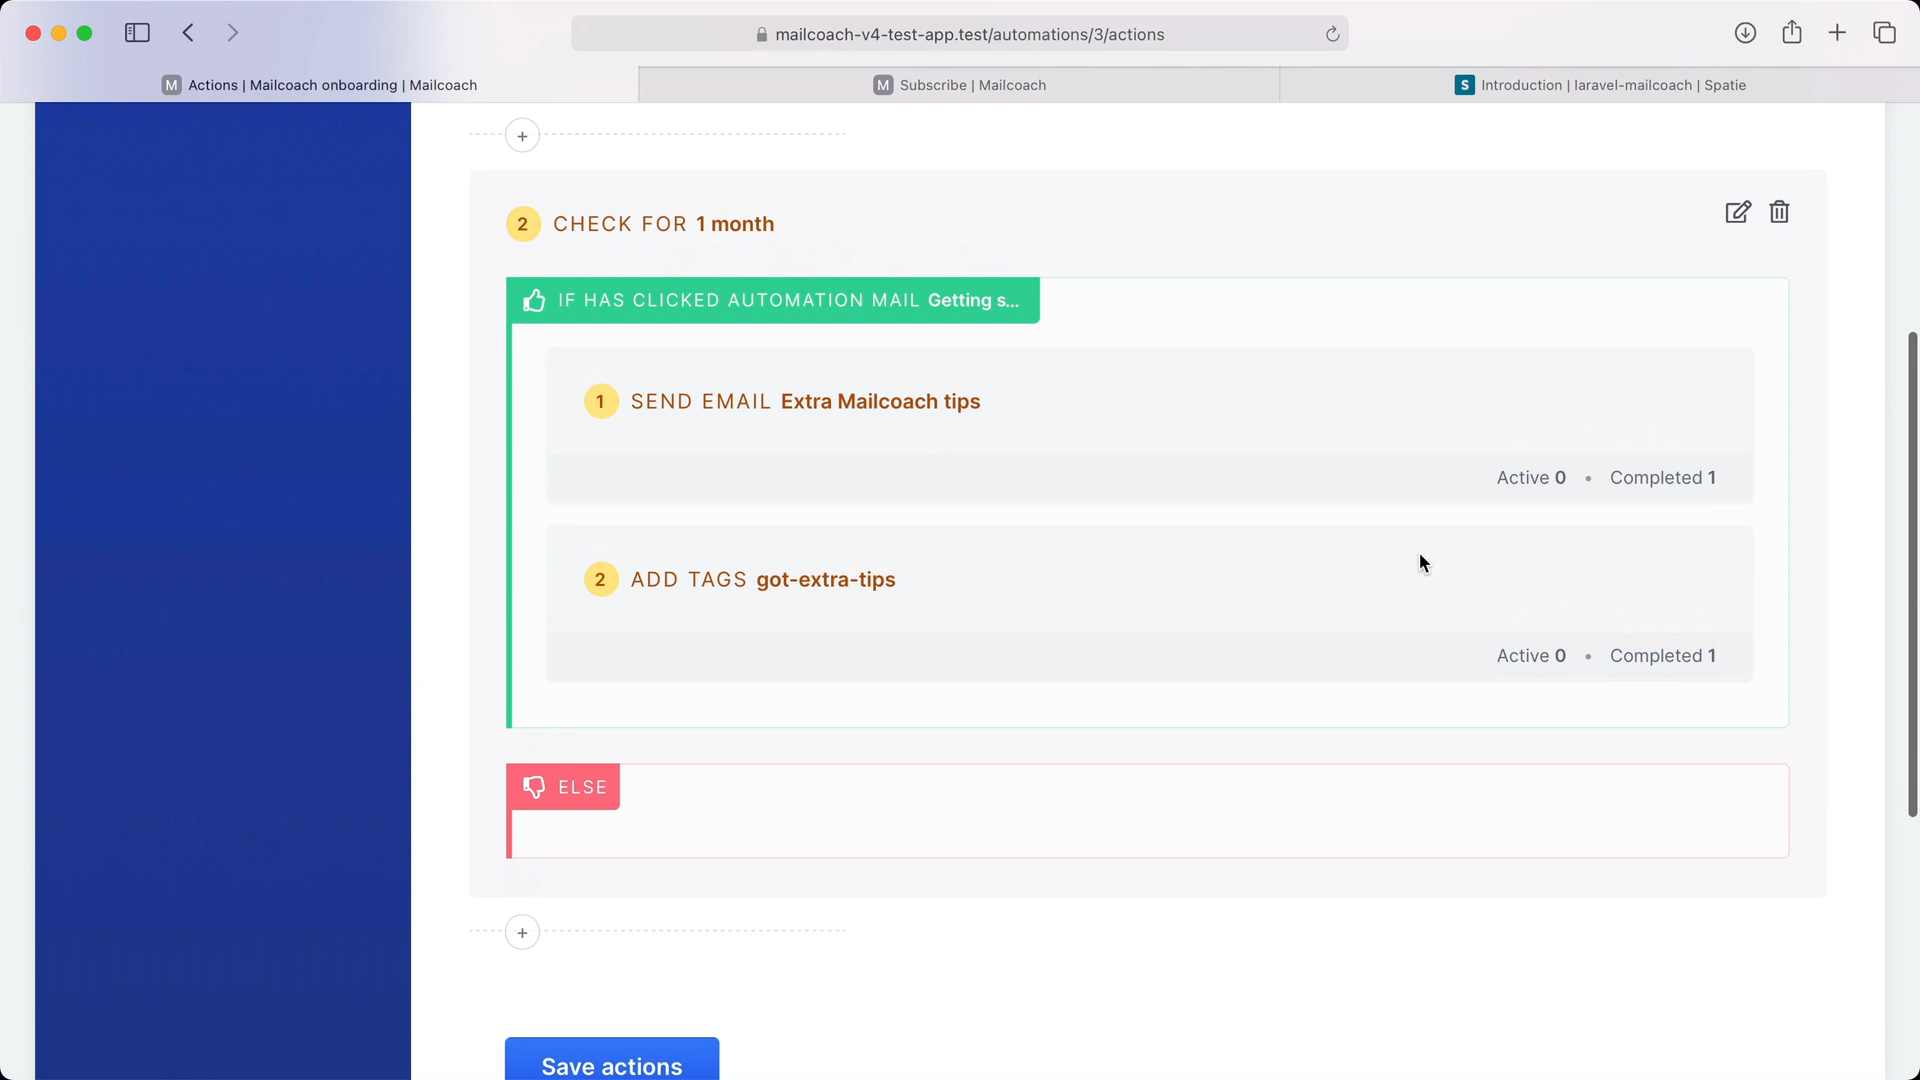 mailcoach-v4-test-app.test/automations/3/actions
M Actions | Mailcoach onboarding | Mailcoach
M Subscribe | Mailcoach
S Introduction | laravel-mailcoach | Spatie
+
2 CHECK FOR 1 month
IF HAS CLICKED AUTOMATION MAIL Getting s...
1 SEND EMAIL Extra Mailcoach tips
Active 0 • Completed 1
2 ADD TAGS got-extra-tips
Active 0 • Completed 1
ELSE
+
Save actions